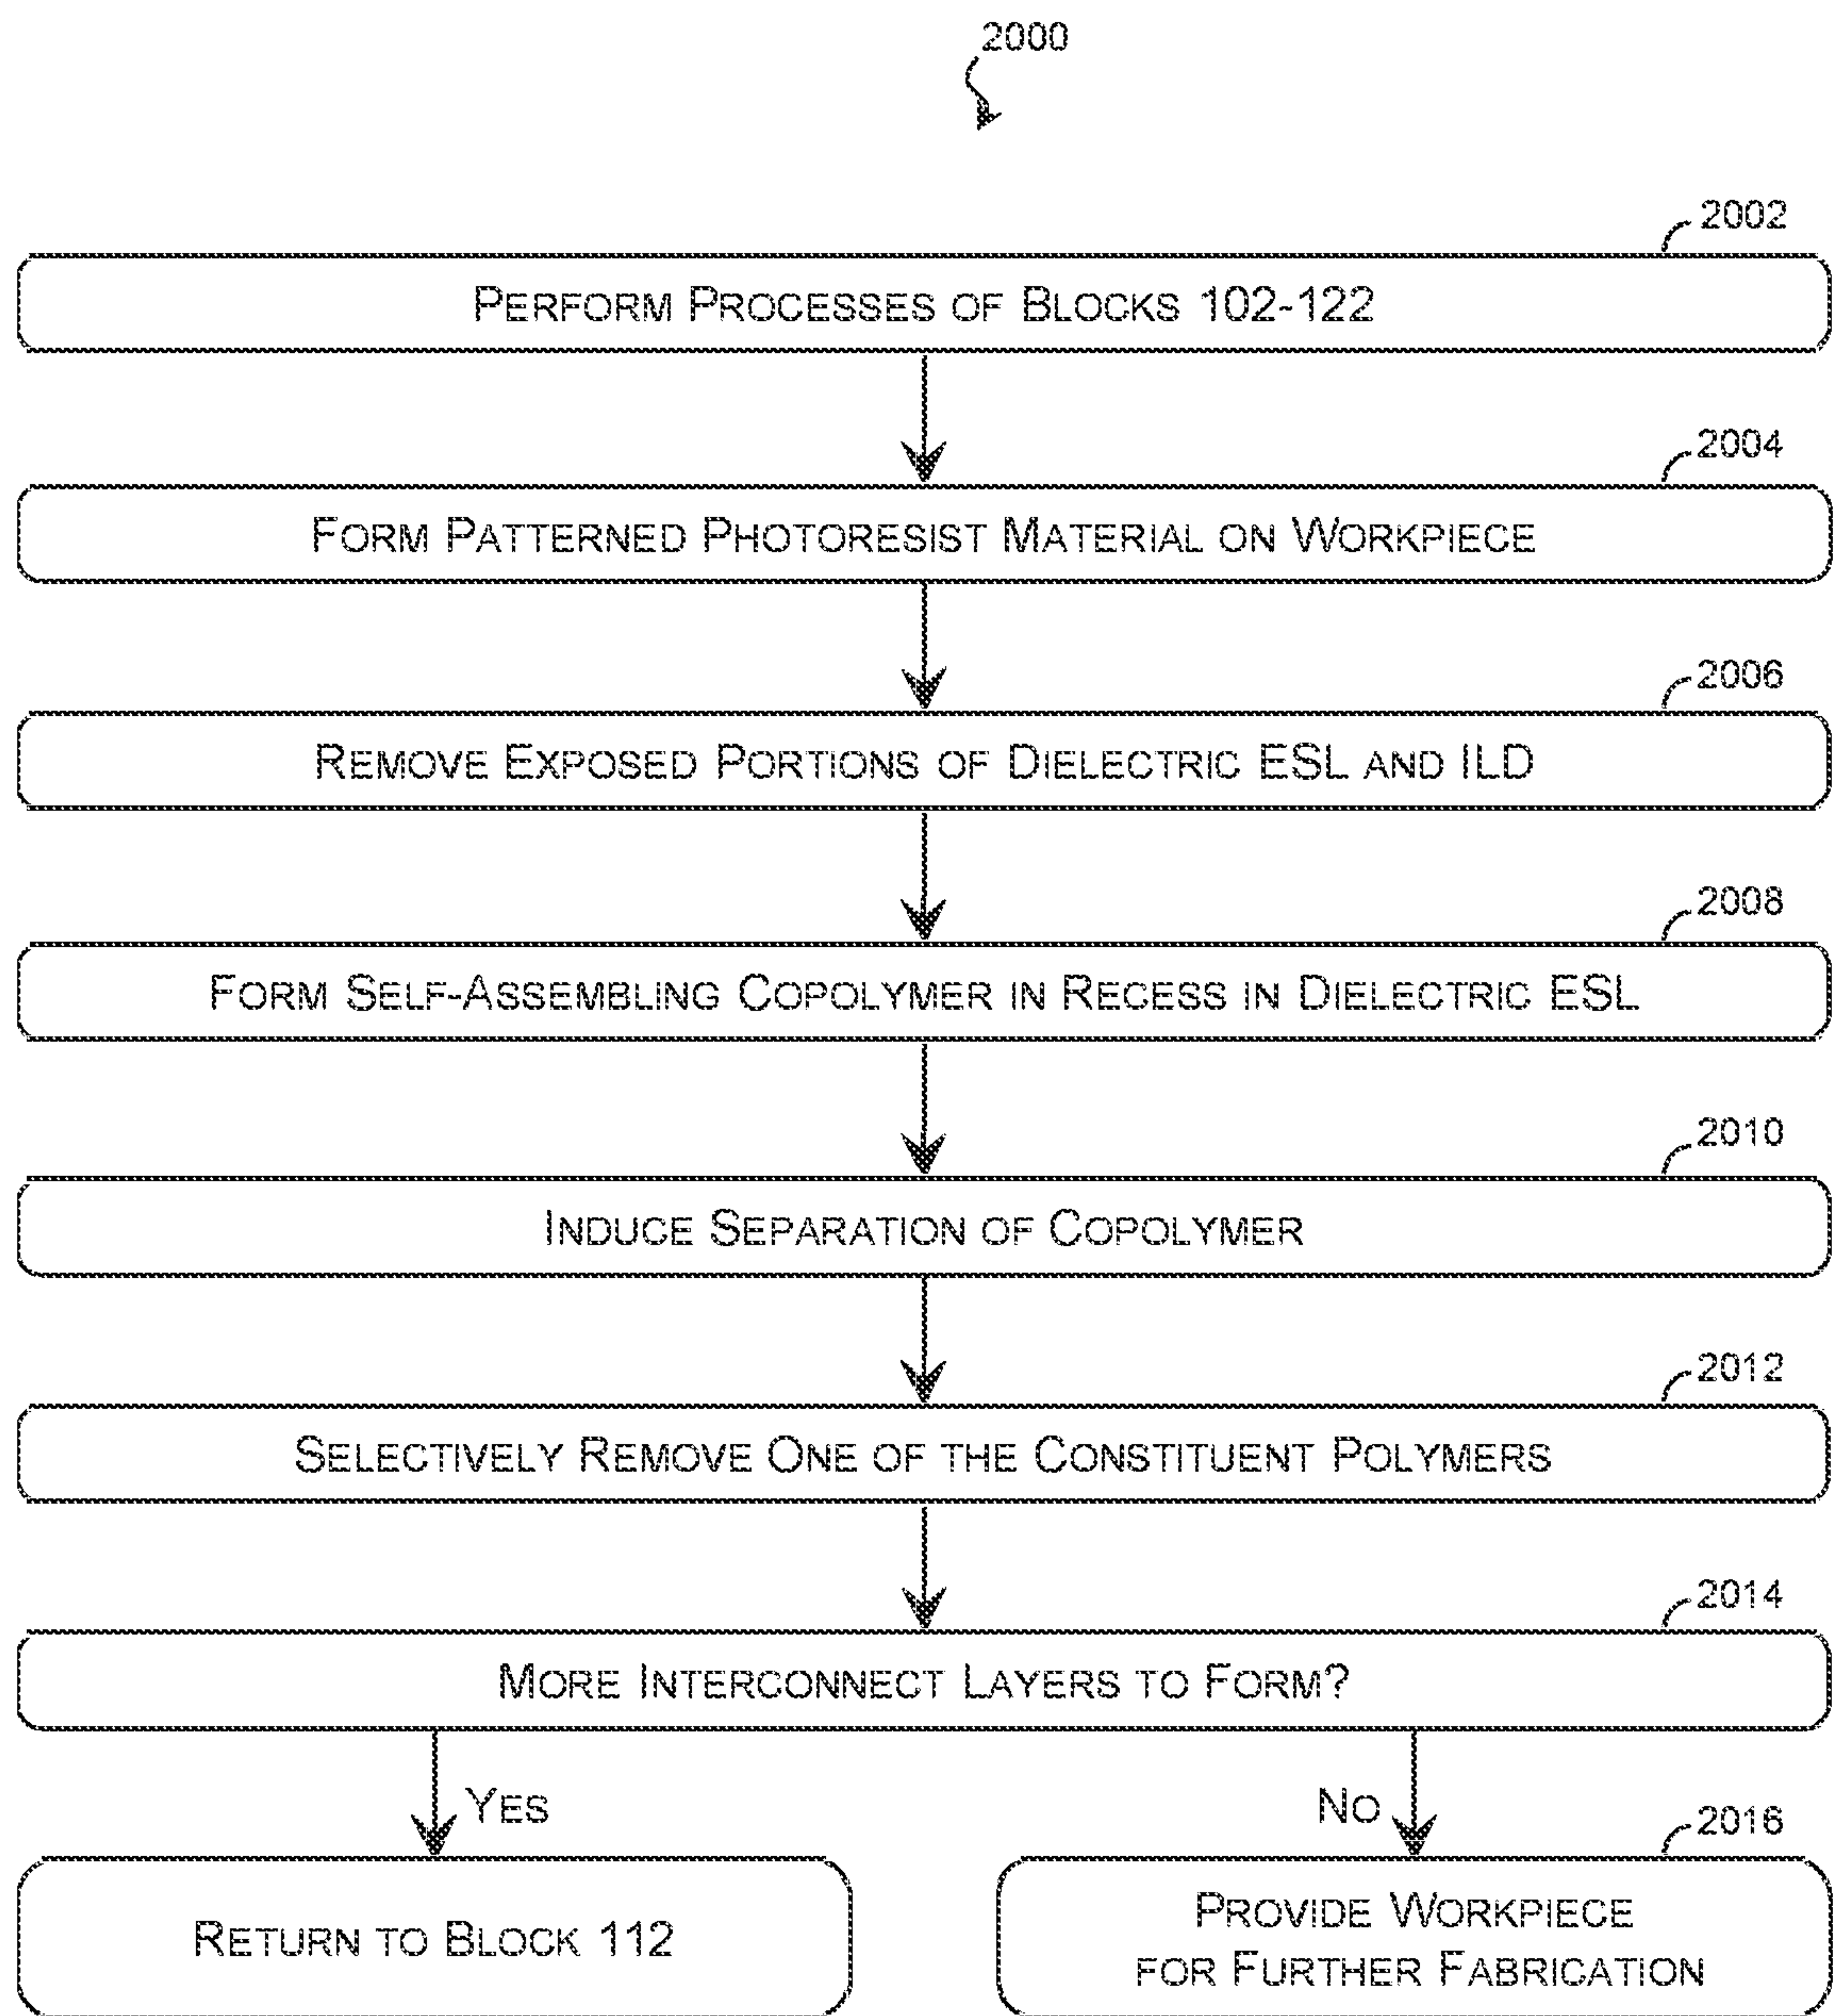 2000
2002
PERFORM PROCESSES OF BLOCKS 102-122
2004
FORM PATTERNED PHOTORESIST MATERIAL ON WORKPIECE
2006
REMOVE EXPOSED PORTIONS OF DIELECTRIC ESL AND ILD
2008
FORM SELF-ASSEMBLING COPOLYMER IN RECESS IN DIELECTRIC ESL
2010
INDUCE SEPARATION OF COPOLYMER
2012
SELECTIVELY REMOVE ONE OF THE CONSTITUENT POLYMERS
2014
MORE INTERCONNECT LAYERS TO FORM?
YES
NO
2016
RETURN TO BLOCK 112
PROVIDE WORKPIECE
FOR FURTHER FABRICATION